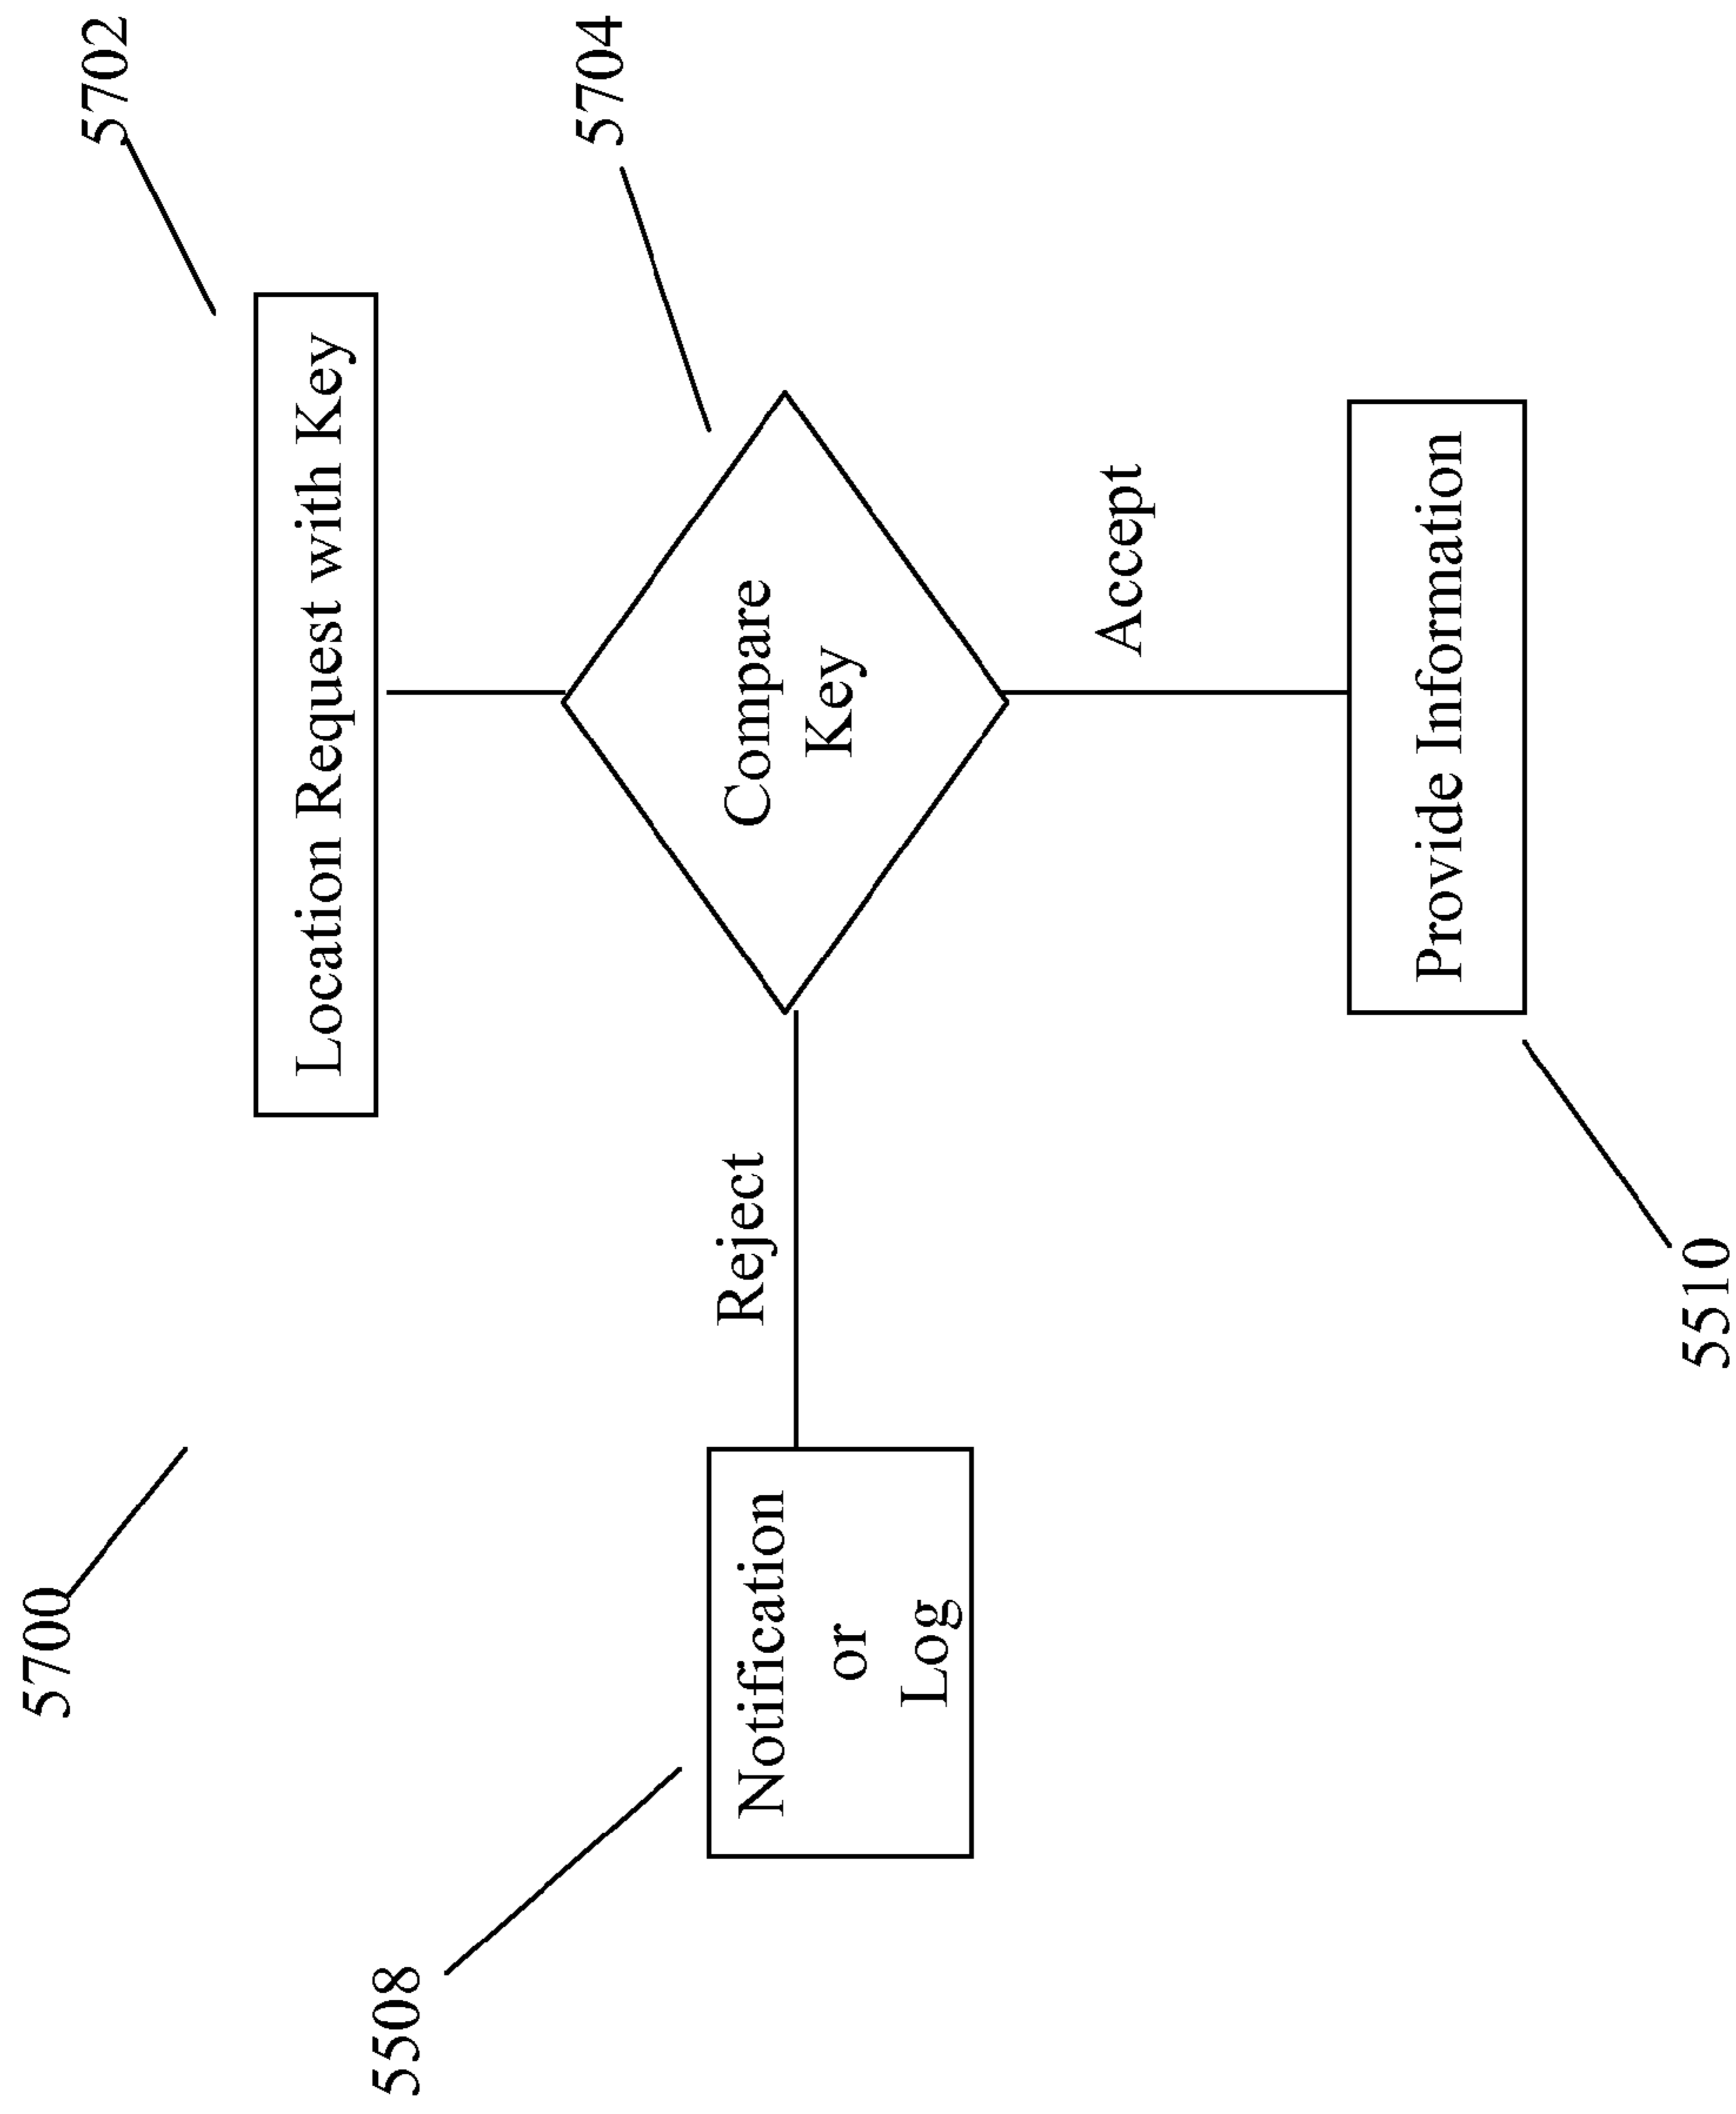 5700
5702
Location Request with Key
5508
5704
Notification
or
Log
Reject
Compare
Key
Accept
Provide Information
5510